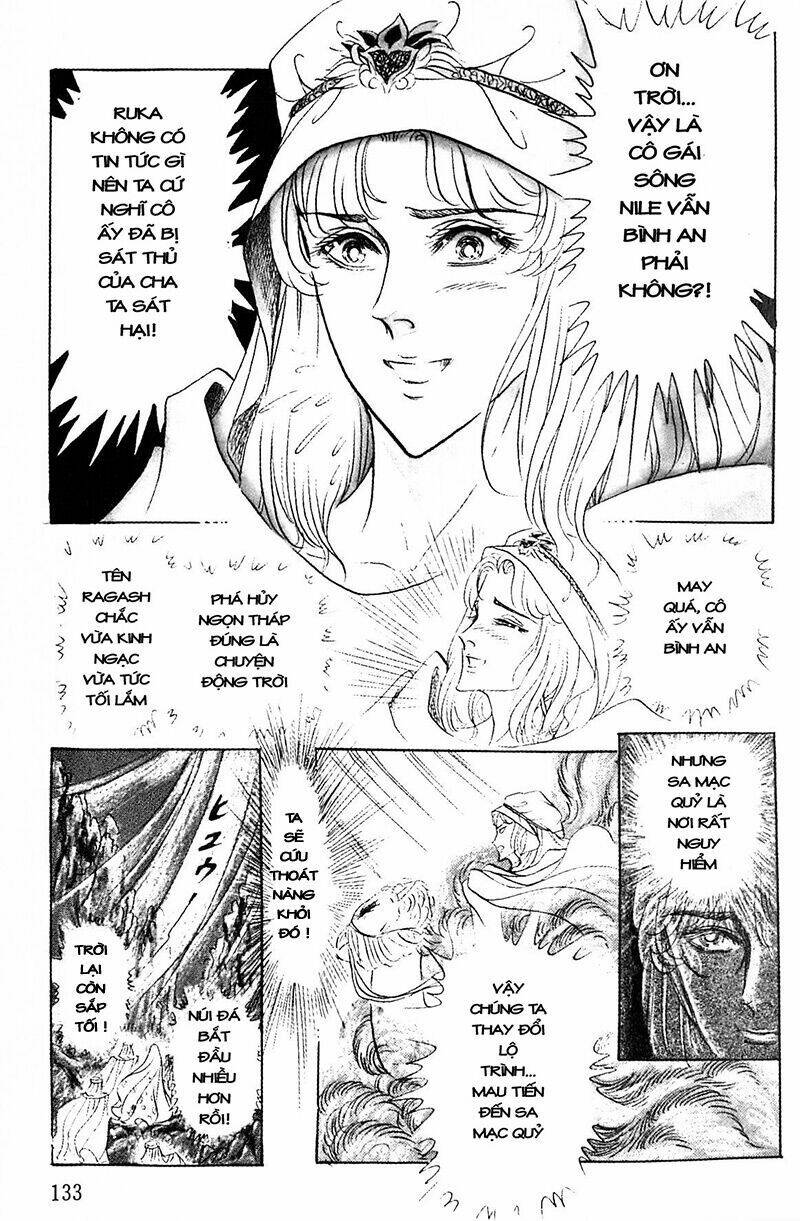 ƠN
TRỜI...
VẬY LÀ
CÔ GÁI
SÔNG
NILE VẪN
BÌNH AN
PHẢI
KHÔNG?!
RUKA
KHÔNG CÓ
TIN TỨC GÌ
NÊN TA CỨ
NGHĨ CÔ
ẤY ĐÃ BỊ
SÁT THỦ
CỦA CHA
TA SÁT
HẠI!
MAY
QUÁ, CÔ
ẤY VẪN
BÌNH AN
PHÁ HỦY
NGỌN THÁP
ĐÚNG LÀ
CHUYỆN
ĐỘNG TRỜI
TÊN
RAGASH
CHẮC
VỪA KINH
NGẠC
VỪA TỨC
TỐI LẮM
NHƯNG
SA MẠC
QUỶ LÀ
NƠI RẤT
NGUY
HIỂM
TA
SẼ
CỨU
THOÁT
NÀNG
KHỎI
ĐÓ !
VẬY
CHÚNG TA
THAY ĐỔI
LỘ
TRÌNH...
MAU TIẾN
ĐẾN SA
MẠC QUỶ
ヒュウー
NÚI ĐÁ
BẮT
ĐẦU
NHIỀU
HƠN
RỒI!
TRỜI
LẠI
CÒN
SẮP
TỐI !
133